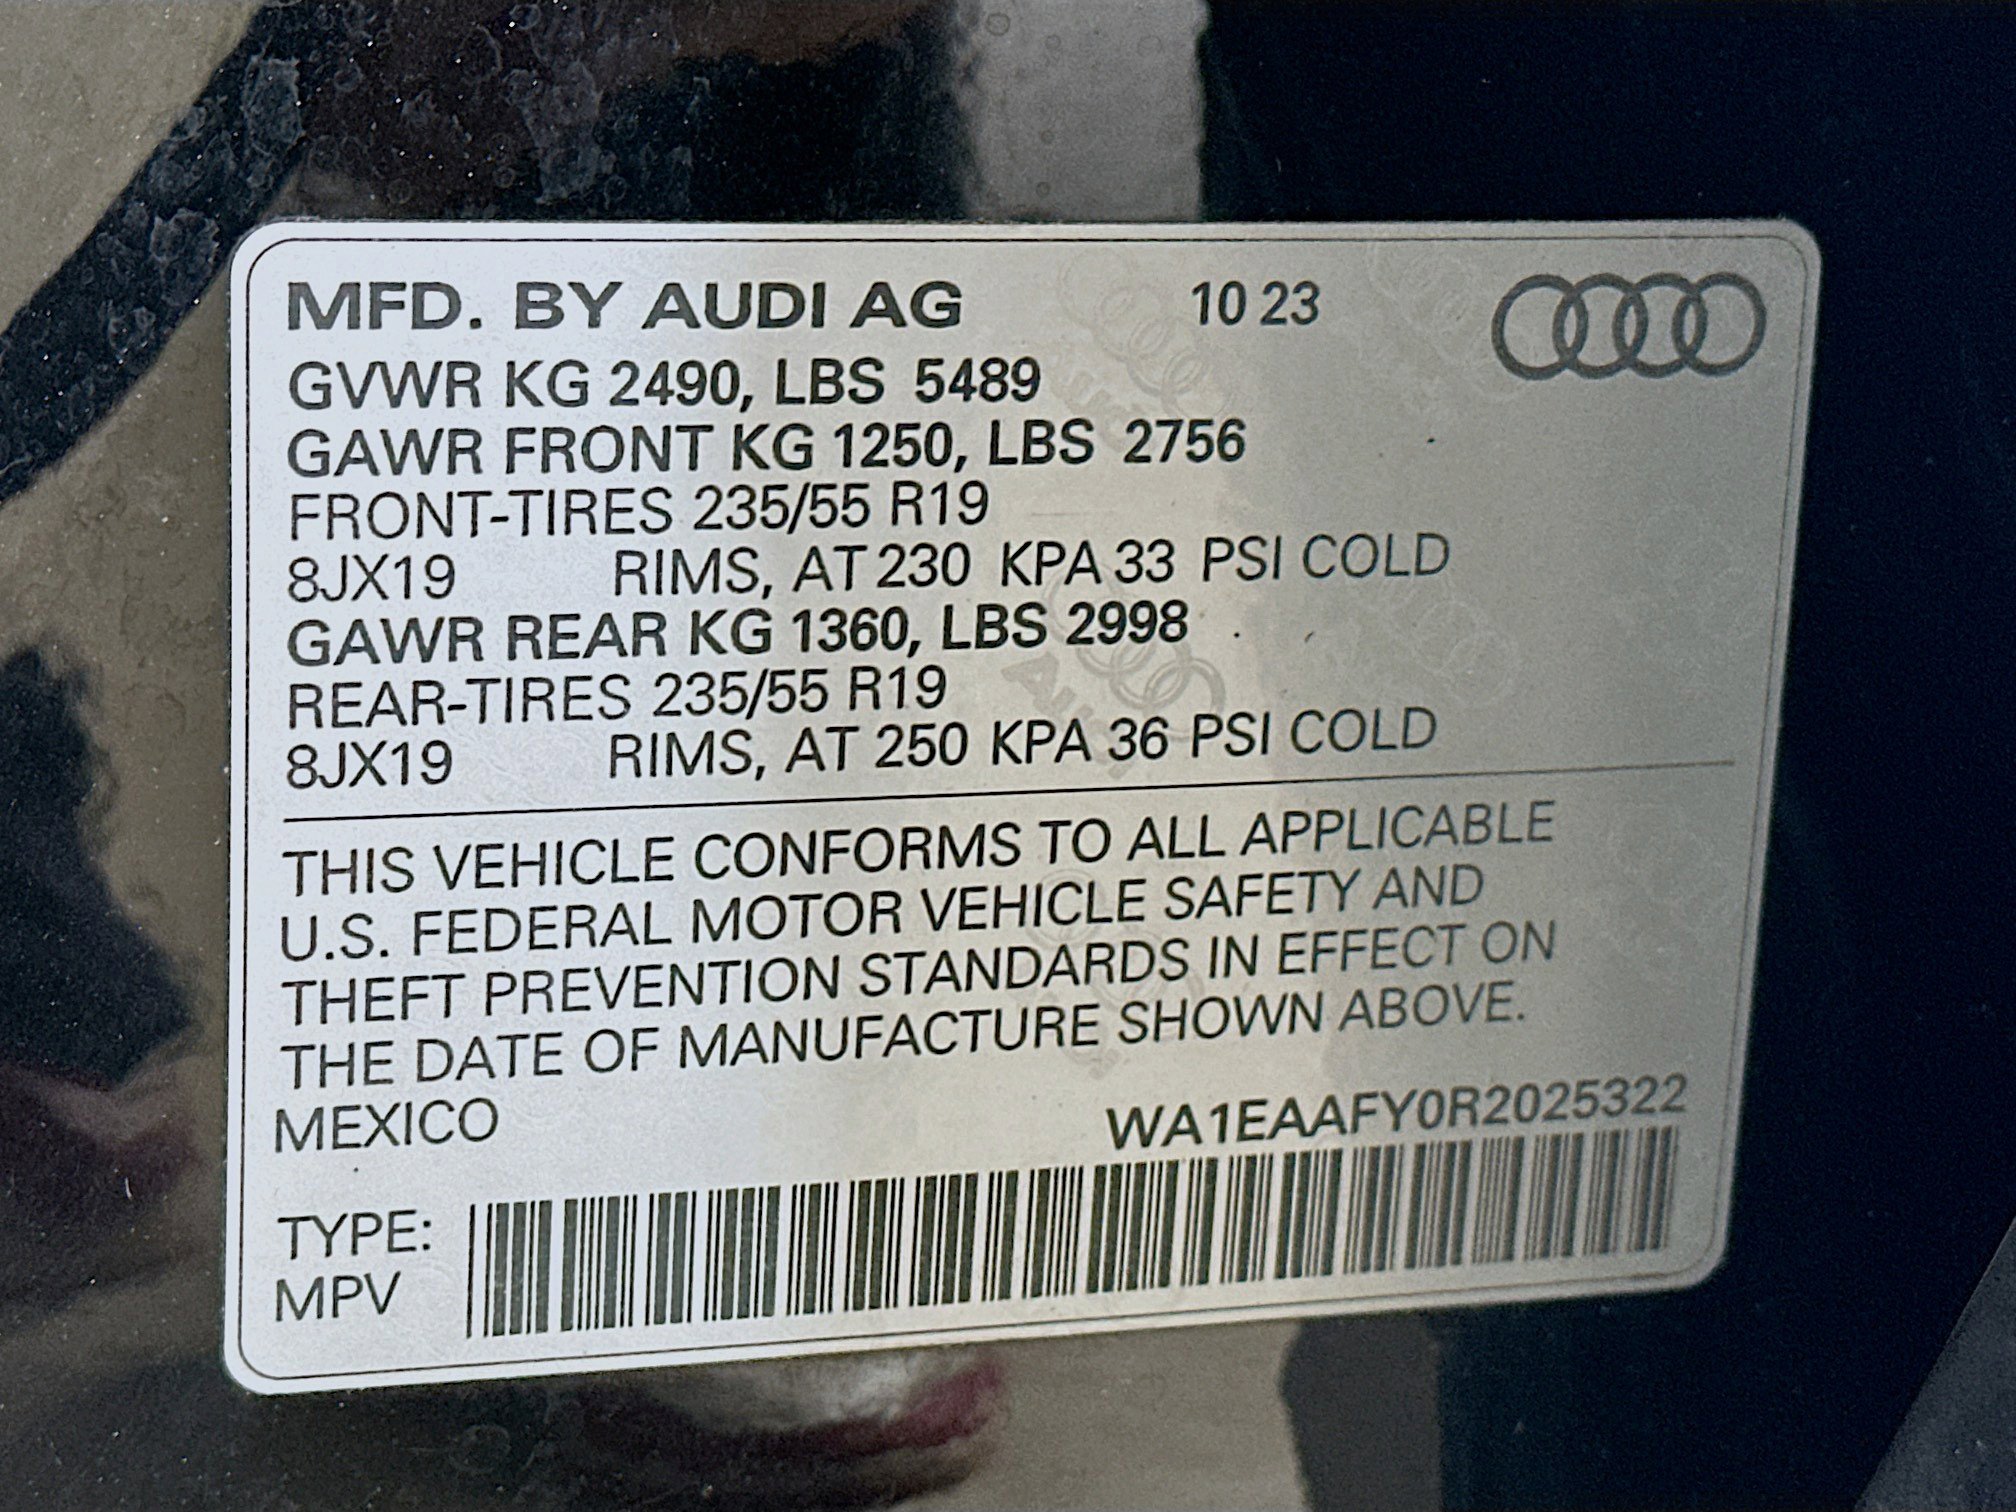 MFD. BY AUDI AG 10 23
GVWR KG 2490, LBS 5489
GAWR FRONT KG 1250, LBS 2756
FRONT-TIRES 235/55 R19
8JX19 RIMS, AT 230 KPA 33 PSI COLD
GAWR REAR KG 1360, LBS 2998
REAR-TIRES 235/55 R19
8JX19 RIMS, AT 250 KPA 36 PSI COLD
THIS VEHICLE CONFORMS TO ALL APPLICABLE
U.S. FEDERAL MOTOR VEHICLE SAFETY AND
THEFT PREVENTION STANDARDS IN EFFECT ON
THE DATE OF MANUFACTURE SHOWN ABOVE.
MEXICO WA1EAAFY0R2025322
TYPE:
MPV